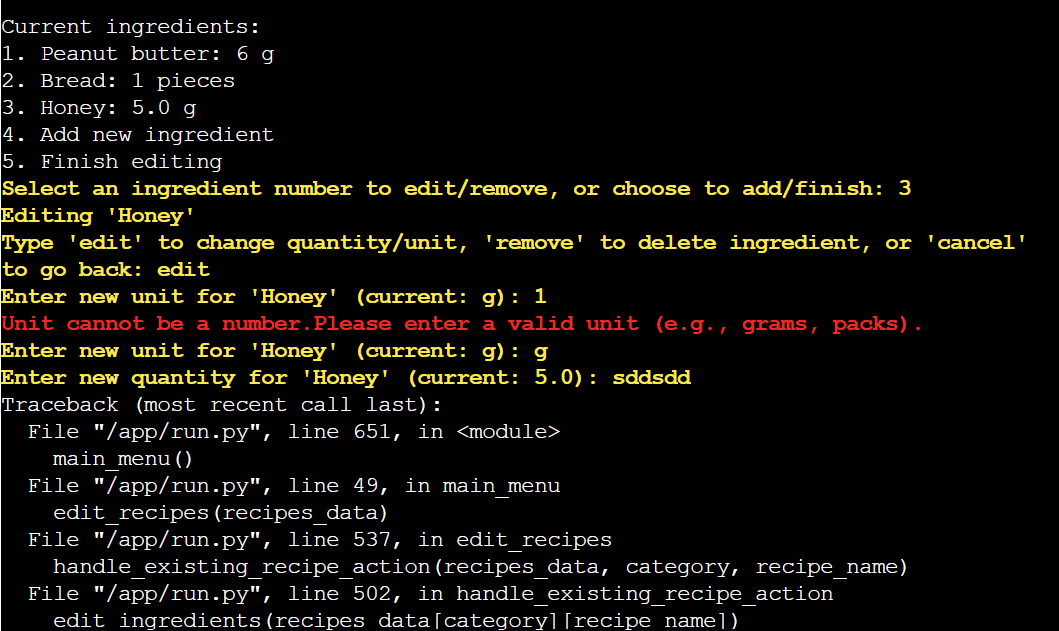 Current ingredients:
1. Peanut butter: 6 g
2. Bread: 1 pieces
3. Honey: 5.0 g
4. Add new ingredient
5. Finish editing
Select an ingredient number to edit/remove, or choose to add/finish: 3
Editing 'Honey'
Type 'edit' to change quantity/unit, 'remove' to delete ingredient, or 'cancel'
to go back: edit
Enter new unit for 'Honey' (current: g): 1
Unit cannot be a number.Please enter a valid unit (e.g., grams, packs).
Enter new unit for 'Honey' (current: g): g
Enter new quantity for 'Honey' (current: 5.0): sddsdd
Traceback (most recent call last):
  File "/app/run.py", line 651, in <module>
    main_menu()
  File "/app/run.py", line 49, in main_menu
    edit_recipes(recipes_data)
  File "/app/run.py", line 537, in edit_recipes
    handle_existing_recipe_action(recipes_data, category, recipe_name)
  File "/app/run.py", line 502, in handle_existing_recipe_action
    edit_ingredients(recipes_data[category][recipe_name])